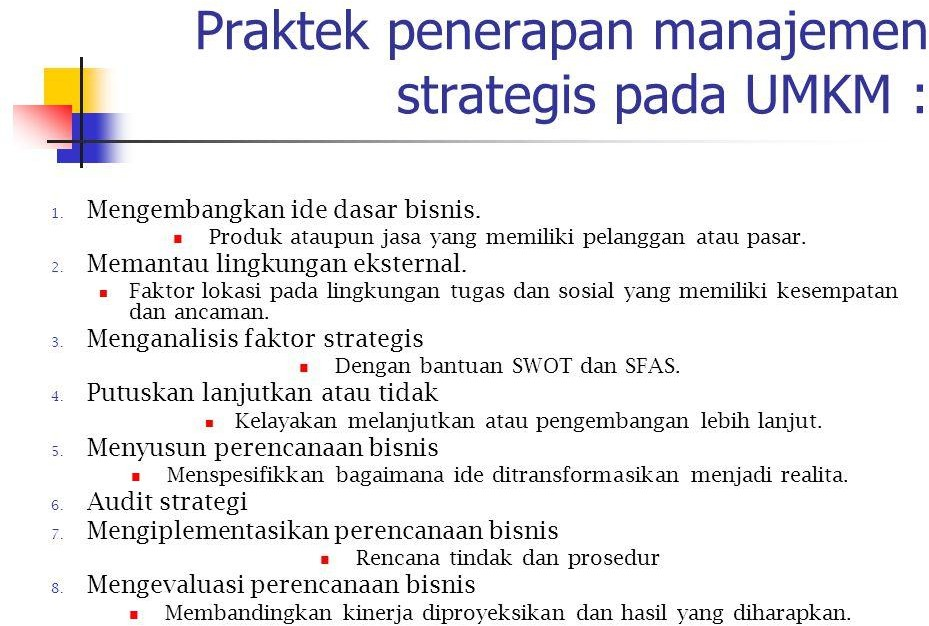 Praktek penerapan manajemen
strategis pada UMKM :
1. Mengembangkan ide dasar bisnis.
▪ Produk ataupun jasa yang memiliki pelanggan atau pasar.
2. Memantau lingkungan eksternal.
▪ Faktor lokasi pada lingkungan tugas dan sosial yang memiliki kesempatan
dan ancaman.
3. Menganalisis faktor strategis
▪ Dengan bantuan SWOT dan SFAS.
4. Putuskan lanjutkan atau tidak
▪ Kelayakan melanjutkan atau pengembangan lebih lanjut.
5. Menyusun perencanaan bisnis
▪ Menspesifikkan bagaimana ide ditransformasikan menjadi realita.
6. Audit strategi
7. Mengiplementasikan perencanaan bisnis
▪ Rencana tindak dan prosedur
8. Mengevaluasi perencanaan bisnis
▪ Membandingkan kinerja diproyeksikan dan hasil yang diharapkan.